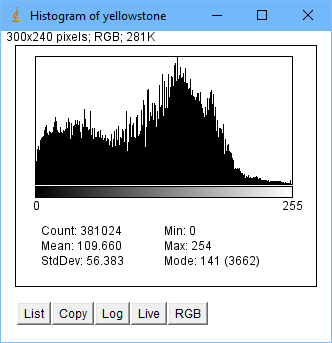 Histogram of yellowstone
300x240 pixels; RGB; 281K
0 255
Count: 381024 Min: 0
Mean: 109.660 Max: 254
StdDev: 56.383 Mode: 141 (3662)
List Copy Log Live RGB